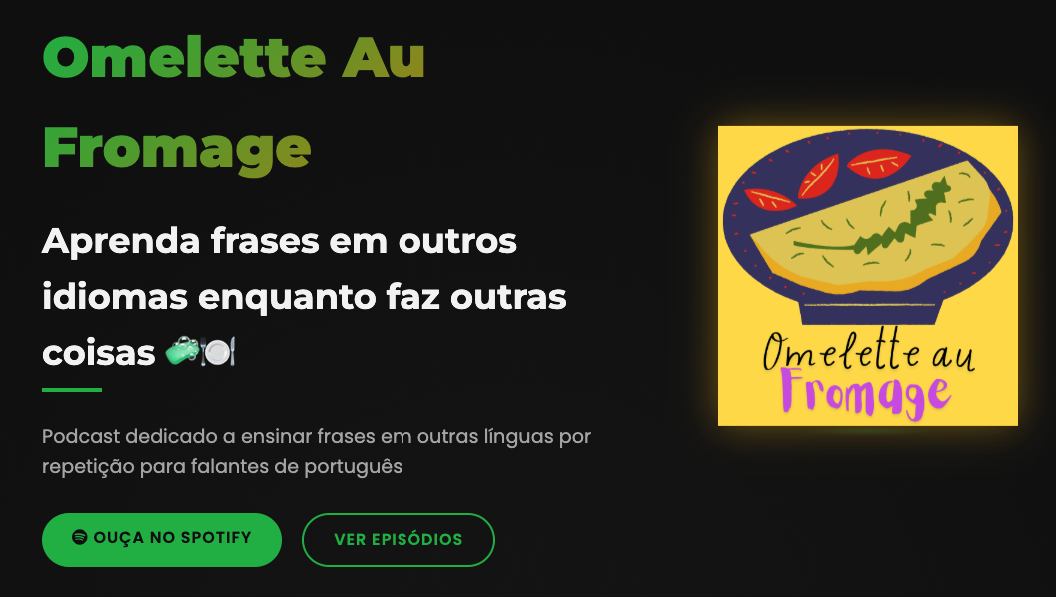 Omelette Au
Fromage
Aprenda frases em outros
idiomas enquanto faz outras
coisas 🧼🍽️
Podcast dedicado a ensinar frases em outras línguas por
repetição para falantes de português
OUÇA NO SPOTIFY
VER EPISÓDIOS
Omelette au
Fromage